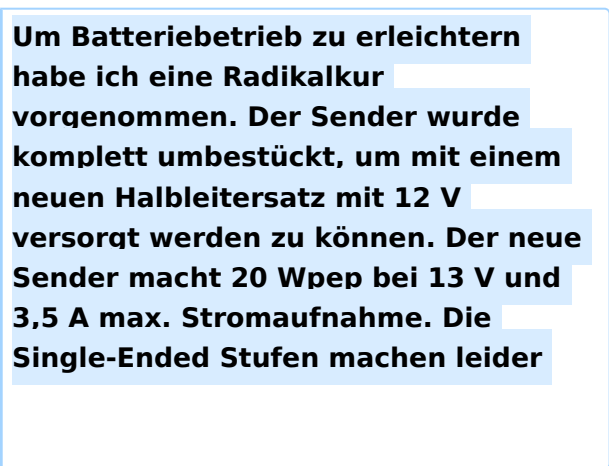 Um Batteriebetrieb zu erleichtern
habe ich eine Radikalkur
vorgenommen. Der Sender wurde
komplett umbestückt, um mit einem
neuen Halbleitersatz mit 12 V
versorgt werden zu können. Der neue
Sender macht 20 Wpep bei 13 V und
3,5 A max. Stromaufnahme. Die
Single-Ended Stufen machen leider